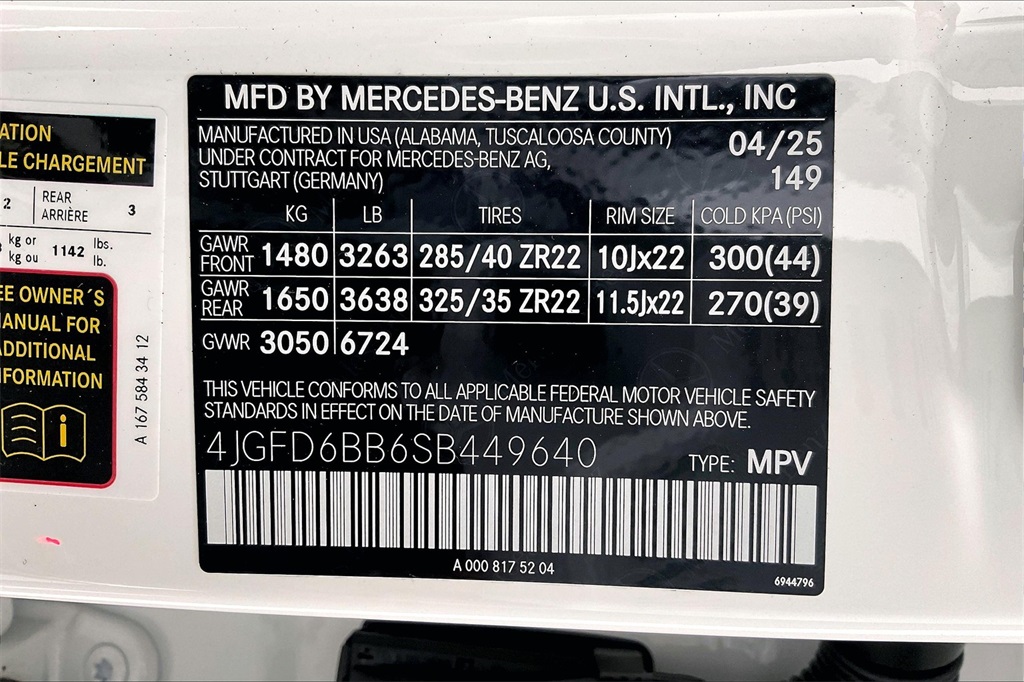 ATION
LE CHARGEMENT
2 REAR ARRIÈRE 3
kg or kg ou 1142 lbs. lb.
EE OWNER´S
MANUAL FOR
ADDITIONAL
NFORMATION
A 167 584 34 12
MFD BY MERCEDES-BENZ U.S. INTL., INC
MANUFACTURED IN USA (ALABAMA, TUSCALOOSA COUNTY) 04/25
UNDER CONTRACT FOR MERCEDES-BENZ AG,
STUTTGART (GERMANY) 149
KG LB TIRES RIM SIZE COLD KPA (PSI)
GAWR FRONT 1480 3263 285/40 ZR22 10Jx22 300(44)
GAWR REAR 1650 3638 325/35 ZR22 11.5Jx22 270(39)
GVWR 3050 6724
THIS VEHICLE CONFORMS TO ALL APPLICABLE FEDERAL MOTOR VEHICLE SAFETY
STANDARDS IN EFFECT ON THE DATE OF MANUFACTURE SHOWN ABOVE.
4JGFD6BB6SB449640 TYPE: MPV
A 000 817 52 04
6944796